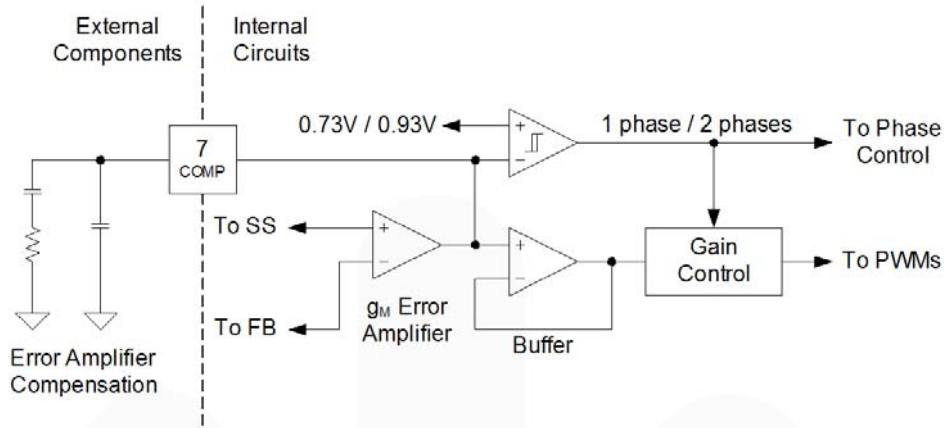 External
Components
Internal
Circuits
0.73V / 0.93V
+
−
1 phase / 2 phases
To Phase
Control
7
COMP
To SS
+
−
gM Error
Amplifier
To FB
+
−
Buffer
Gain
Control
To PWMs
Error Amplifier
Compensation